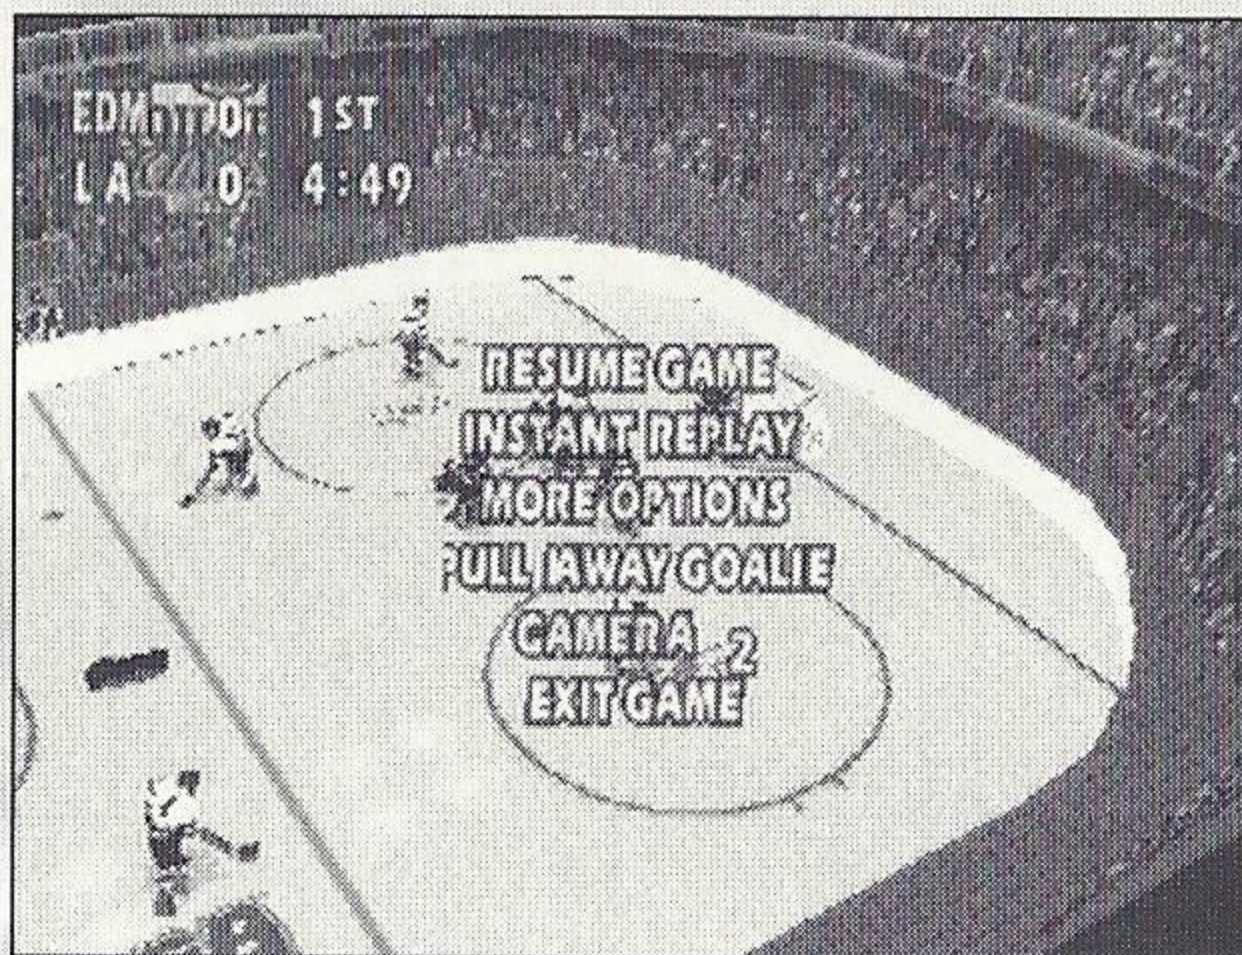 EDM 0 1ST
LA 0 4:49
RESUME GAME
INSTANT REPLAY
MORE OPTIONS
PULL AWAY GOALIE
CAMERA 2
EXIT GAME